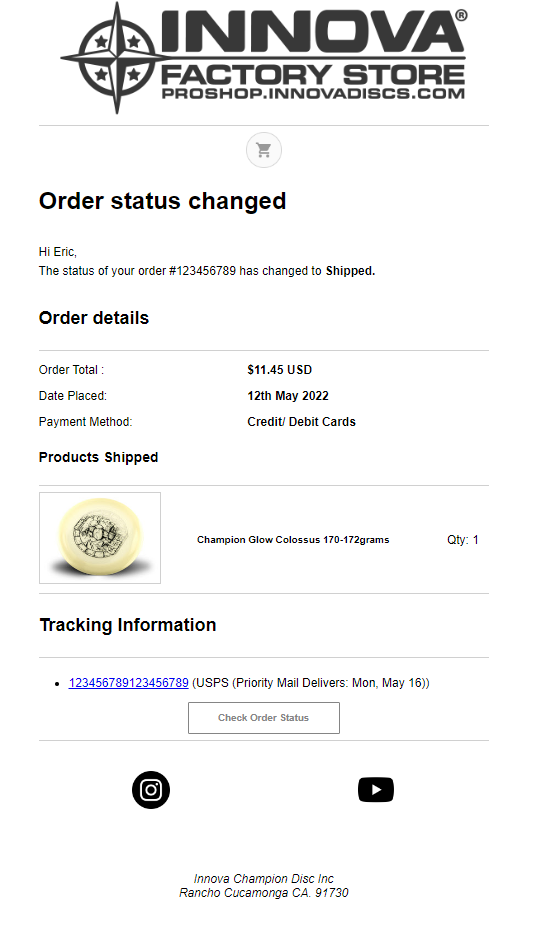 INNOVA®
FACTORY STORE
PROSHOP.INNOVADISCS.COM
Order status changed
Hi Eric,
The status of your order #123456789 has changed to Shipped.
Order details
Order Total : $11.45 USD
Date Placed: 12th May 2022
Payment Method: Credit/ Debit Cards
Products Shipped
Champion Glow Colossus 170-172grams Qty: 1
Tracking Information
• 123456789123456789 (USPS (Priority Mail Delivers: Mon, May 16))
Check Order Status
Innova Champion Disc Inc
Rancho Cucamonga CA. 91730